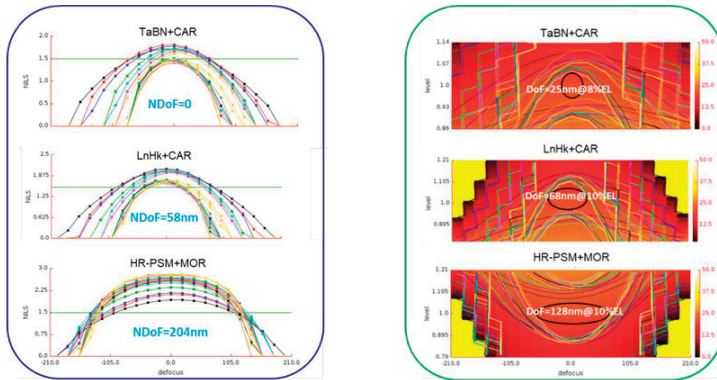 TaBN+CAR
2.0
1.5
1.0
0.5
0.0
NILS
NDoF=0
LnHk+CAR
2.5
1.875
1.25
0.625
0.0
NILS
NDoF=58nm
HR-PSM+MOR
3.0
2.25
1.5
0.75
0.0
NILS
NDoF=204nm
-210.0 -105.0 0.0 105.0 210.0
defocus
TaBN+CAR
1.14
1.07
1.0
0.93
0.86
level
DoF=25nm@8%EL
50.0
37.5
25.0
12.5
0.0
LnHk+CAR
1.21
1.105
1.0
0.895
level
DoF=68nm@10%EL
50.0
37.5
25.0
12.5
0.0
HR-PSM+MOR
1.21
1.105
1.0
0.895
0.79
level
DoF=128nm@10%EL
50.0
37.5
25.0
12.5
0.0
-210.0 -105.0 0.0 105.0 210.0
defocus